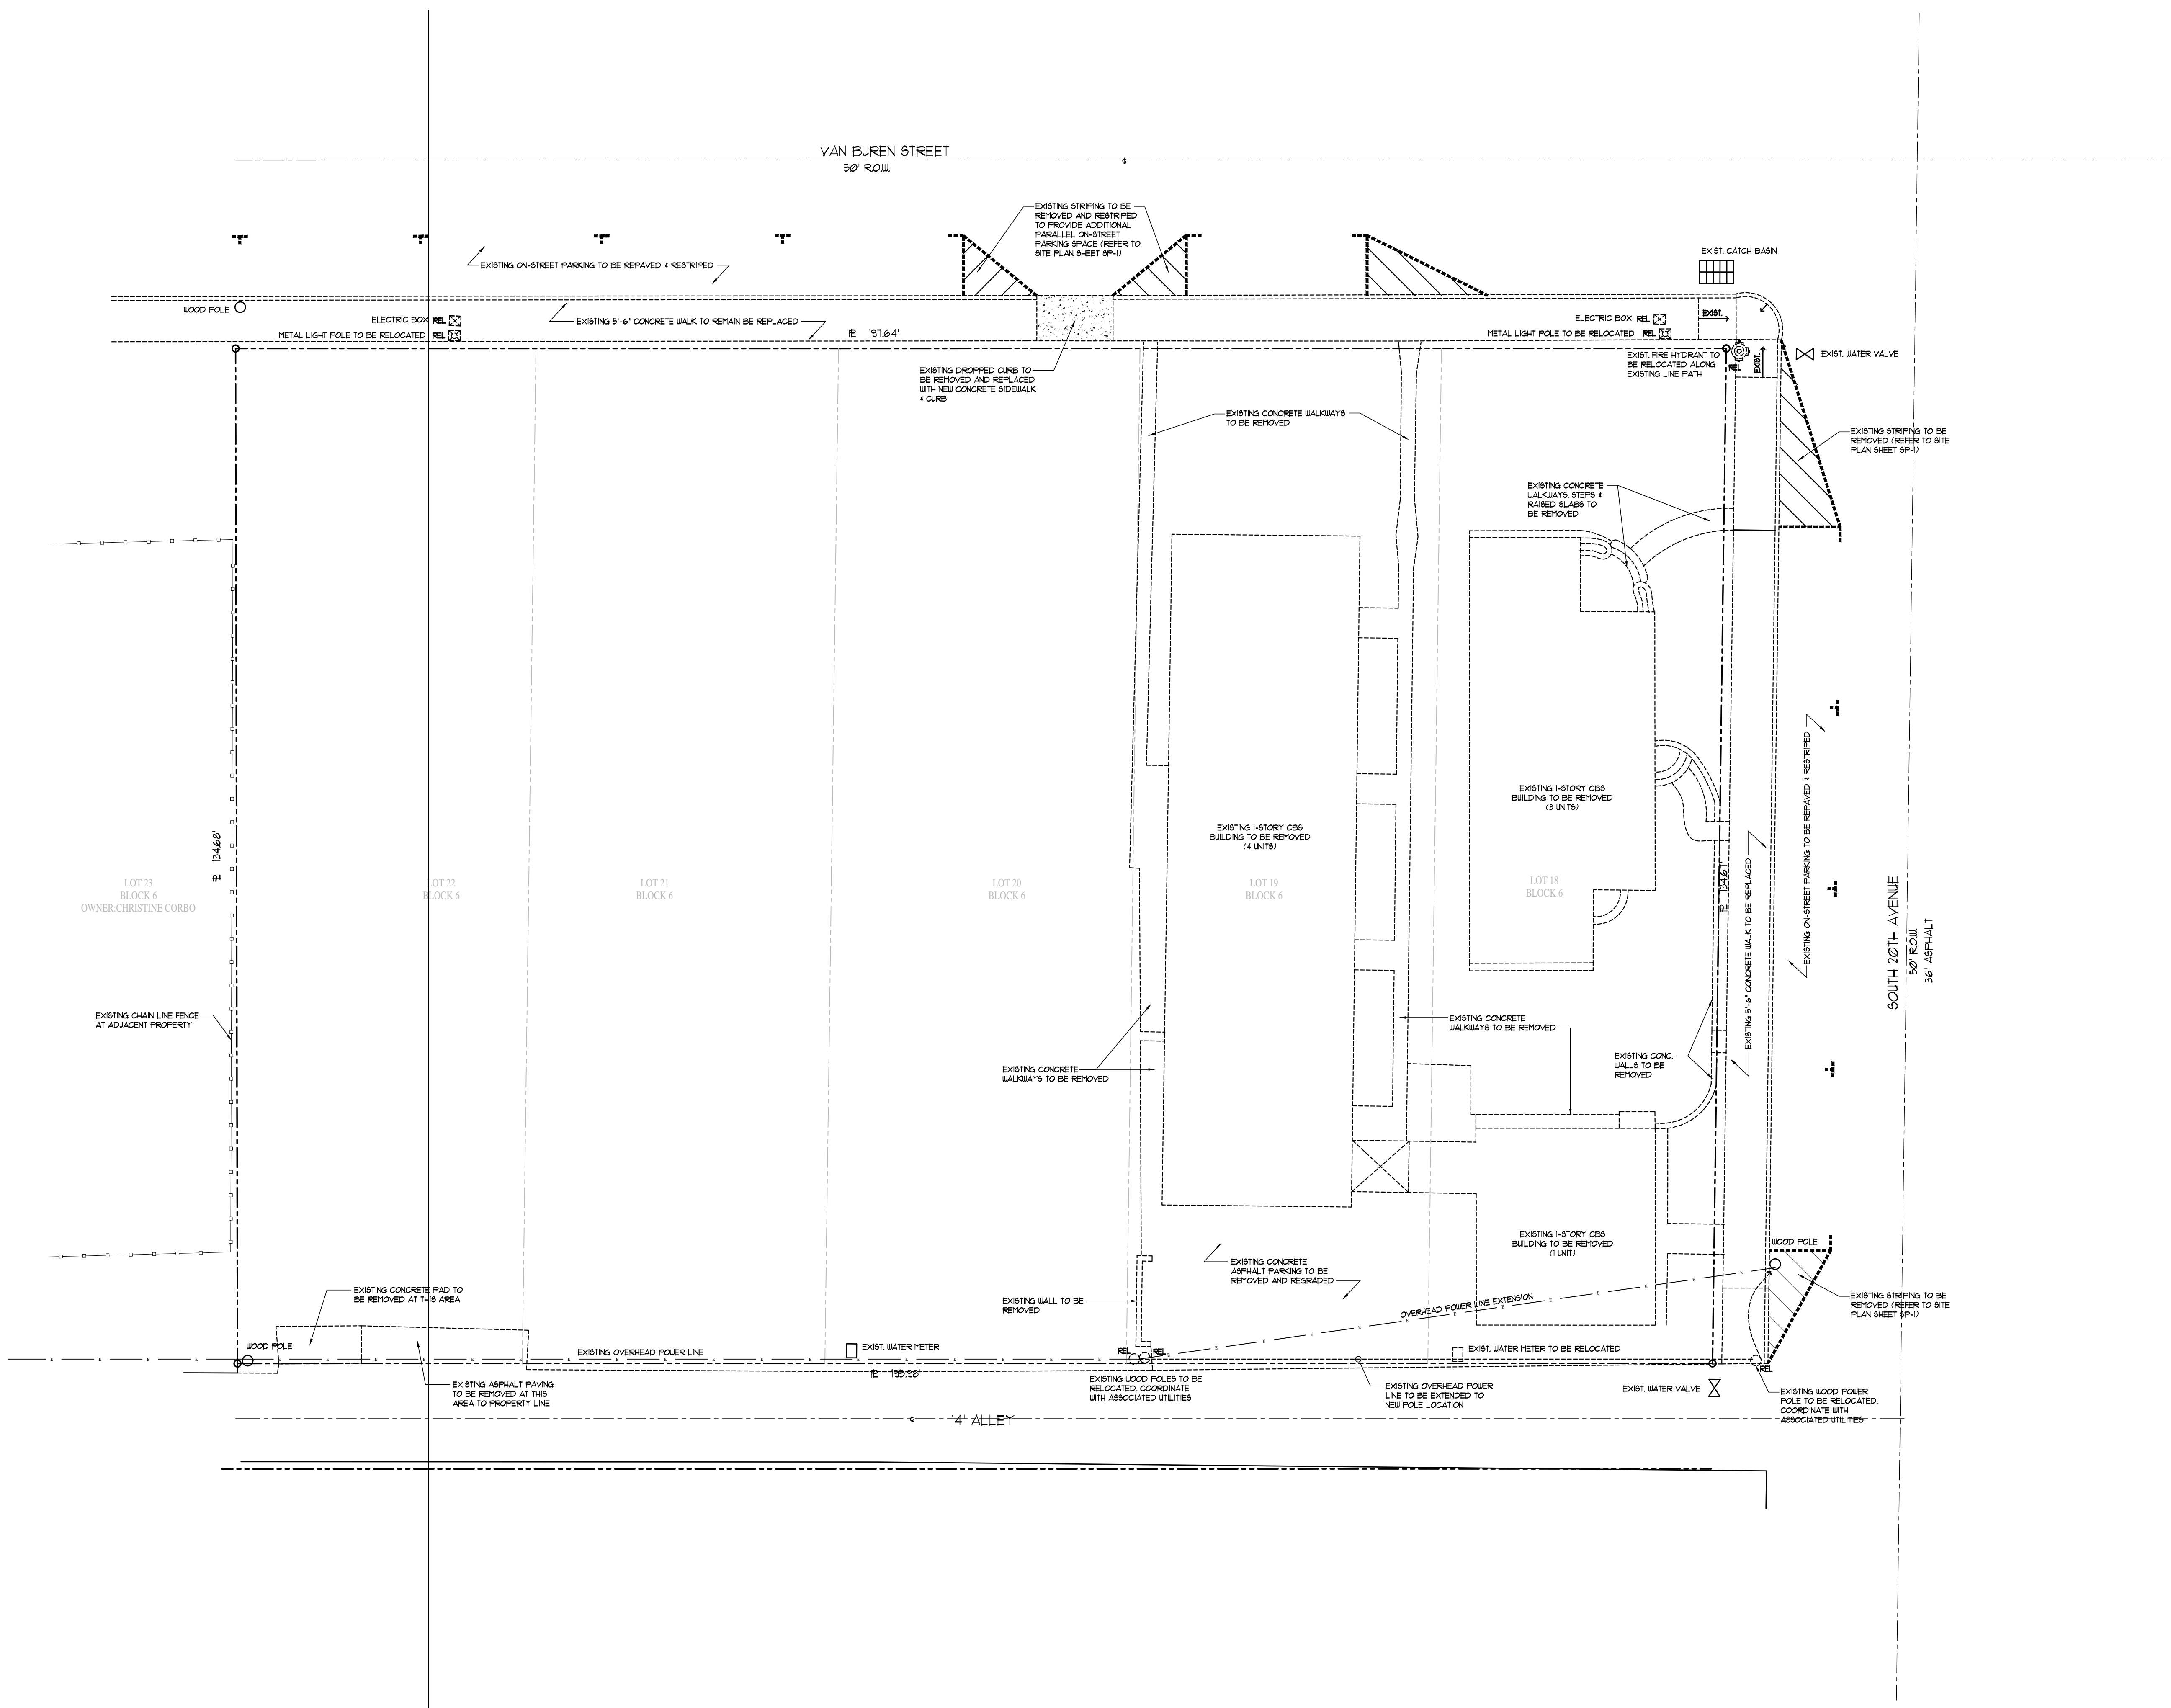 VAN BUREN STREET
50' R.O.W.
EXISTING STRIPING TO BE
REMOVED AND RESTRIPED
TO PROVIDE ADDITIONAL
PARALLEL ON-STREET
PARKING SPACE (REFER TO
SITE PLAN SHEET SP-1)
EXISTING ON-STREET PARKING TO BE REPAVED & RESTRIPED
EXIST. CATCH BASIN
WOOD POLE
ELECTRIC BOX REL
METAL LIGHT POLE TO BE RELOCATED REL
EXISTING 5'-6" CONCRETE WALK TO REMAIN BE REPLACED
PL 197.64'
ELECTRIC BOX REL
METAL LIGHT POLE TO BE RELOCATED REL
EXIST.
EXIST. FIRE HYDRANT TO
BE RELOCATED ALONG
EXISTING LINE PATH
REL
EXIST.
EXIST. WATER VALVE
EXISTING DROPPED CURB TO
BE REMOVED AND REPLACED
WITH NEW CONCRETE SIDEWALK
& CURB
EXISTING CONCRETE WALKWAYS
TO BE REMOVED
EXISTING STRIPING TO BE
REMOVED (REFER TO SITE
PLAN SHEET SP-1)
EXISTING CONCRETE
WALKWAYS, STEPS &
RAISED SLABS TO
BE REMOVED
EXISTING 1-STORY CBS
BUILDING TO BE REMOVED
(3 UNITS)
EXISTING 1-STORY CBS
BUILDING TO BE REMOVED
(4 UNITS)
PL 134.68'
LOT 23
BLOCK 6
OWNER:CHRISTINE CORBO
LOT 22
BLOCK 6
LOT 21
BLOCK 6
LOT 20
BLOCK 6
LOT 19
BLOCK 6
LOT 18
BLOCK 6
PL 134.61'
EXISTING 5'-6" CONCRETE WALK TO BE REPLACED
EXISTING ON-STREET PARKING TO BE REPAVED & RESTRIPED
SOUTH 20TH AVENUE
50' R.O.W.
36' ASPHALT
EXISTING CHAIN LINE FENCE
AT ADJACENT PROPERTY
EXISTING CONCRETE
WALKWAYS TO BE REMOVED
EXISTING CONCRETE
WALKWAYS TO BE REMOVED
EXISTING CONC.
WALLS TO BE
REMOVED
EXISTING 1-STORY CBS
BUILDING TO BE REMOVED
(1 UNIT)
WOOD POLE
EXISTING CONCRETE
ASPHALT PARKING TO BE
REMOVED AND REGRADED
EXISTING CONCRETE PAD TO
BE REMOVED AT THIS AREA
EXISTING WALL TO BE
REMOVED
OVERHEAD POWER LINE EXTENSION
EXISTING STRIPING TO BE
REMOVED (REFER TO SITE
PLAN SHEET SP-1)
WOOD POLE
EXISTING OVERHEAD POWER LINE
EXIST. WATER METER
REL REL
EXIST. WATER METER TO BE RELOCATED
REL
PL 195.98'
EXISTING ASPHALT PAVING
TO BE REMOVED AT THIS
AREA TO PROPERTY LINE
EXISTING WOOD POLES TO BE
RELOCATED, COORDINATE
WITH ASSOCIATED UTILITIES
EXISTING OVERHEAD POWER
LINE TO BE EXTENDED TO
NEW POLE LOCATION
EXIST. WATER VALVE
EXISTING WOOD POWER
POLE TO BE RELOCATED,
COORDINATE WITH
ASSOCIATED UTILITIES
14' ALLEY